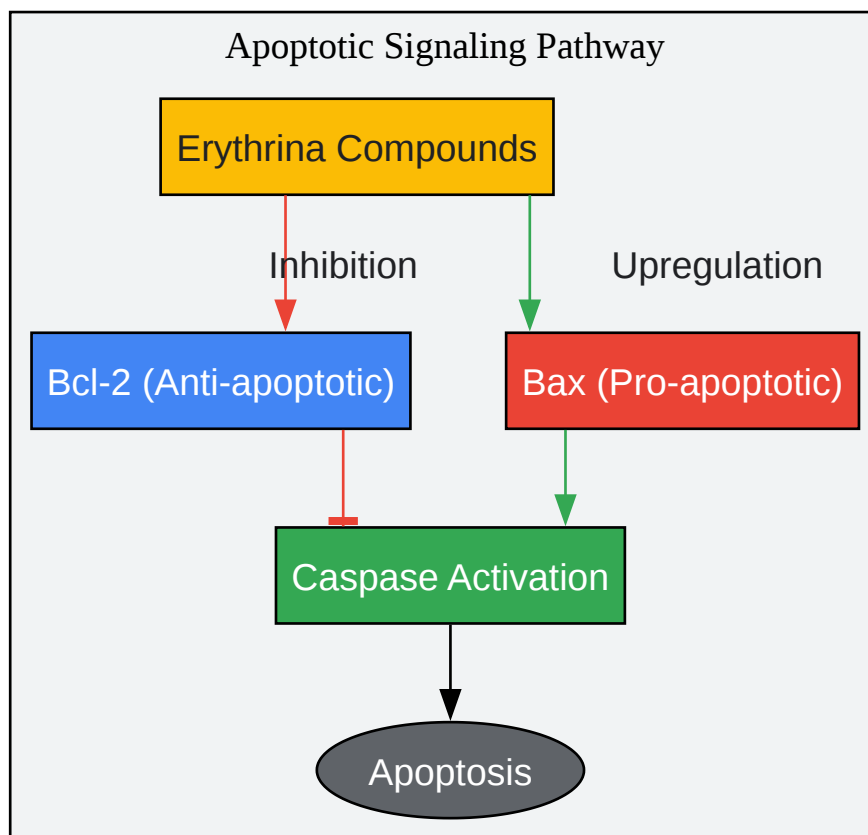 Apoptotic Signaling Pathway
Erythrina Compounds
Inhibition
Upregulation
Bcl-2 (Anti-apoptotic)
Bax (Pro-apoptotic)
Caspase Activation
Apoptosis